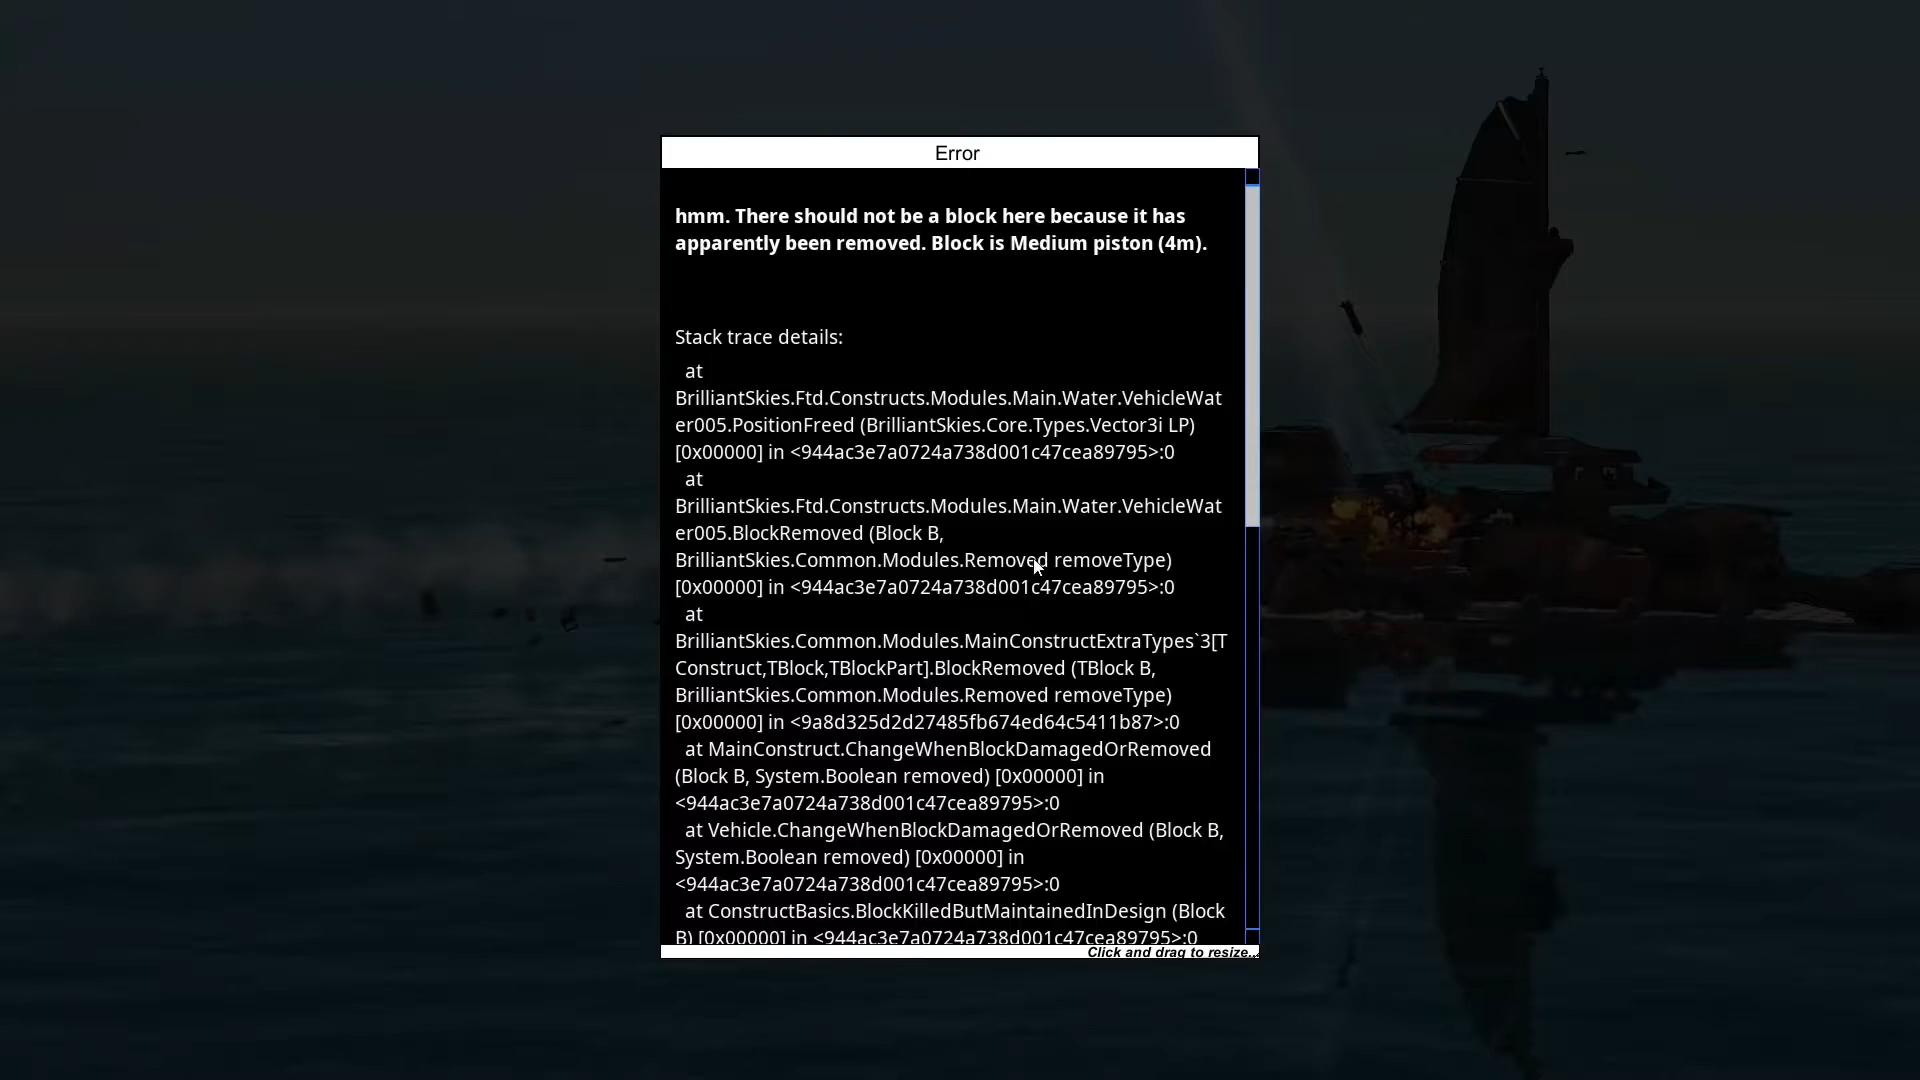 Error
hmm. There should not be a block here because it has
apparently been removed. Block is Medium piston (4m).
Stack trace details:
at
BrilliantSkies.Ftd.Constructs.Modules.Main.Water.VehicleWat
er005.PositionFreed (BrilliantSkies.Core.Types.Vector3i LP)
[0x00000] in <944ac3e7a0724a738d001c47cea89795>:0
at
BrilliantSkies.Ftd.Constructs.Modules.Main.Water.VehicleWat
er005.BlockRemoved (Block B,
BrilliantSkies.Common.Modules.Removed removeType)
[0x00000] in <944ac3e7a0724a738d001c47cea89795>:0
at
BrilliantSkies.Common.Modules.MainConstructExtraTypes`3[T
Construct,TBlock,TBlockPart].BlockRemoved (TBlock B,
BrilliantSkies.Common.Modules.Removed removeType)
[0x00000] in <9a8d325d2d27485fb674ed64c5411b87>:0
at MainConstruct.ChangeWhenBlockDamagedOrRemoved
(Block B, System.Boolean removed) [0x00000] in
<944ac3e7a0724a738d001c47cea89795>:0
at Vehicle.ChangeWhenBlockDamagedOrRemoved (Block B,
System.Boolean removed) [0x00000] in
<944ac3e7a0724a738d001c47cea89795>:0
at ConstructBasics.BlockKilledButMaintainedInDesign (Block
B) [0x00000] in <944ac3e7a0724a738d001c47cea89795>:0
Click and drag to resize...